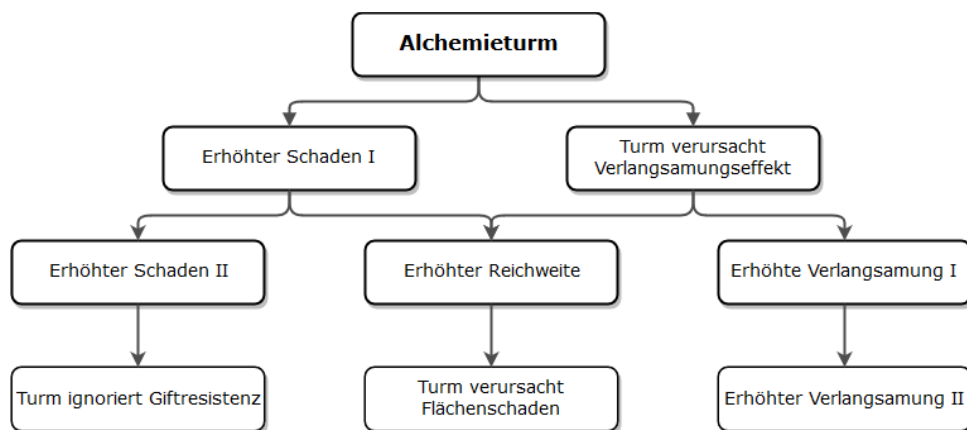 Alchemieturm
Erhöhter Schaden I
Turm verursacht
Verlangsamungseffekt
Erhöhter Schaden II
Erhöhter Reichweite
Erhöhte Verlangsamung I
Turm ignoriert Giftresistenz
Turm verursacht
Flächenschaden
Erhöhter Verlangsamung II